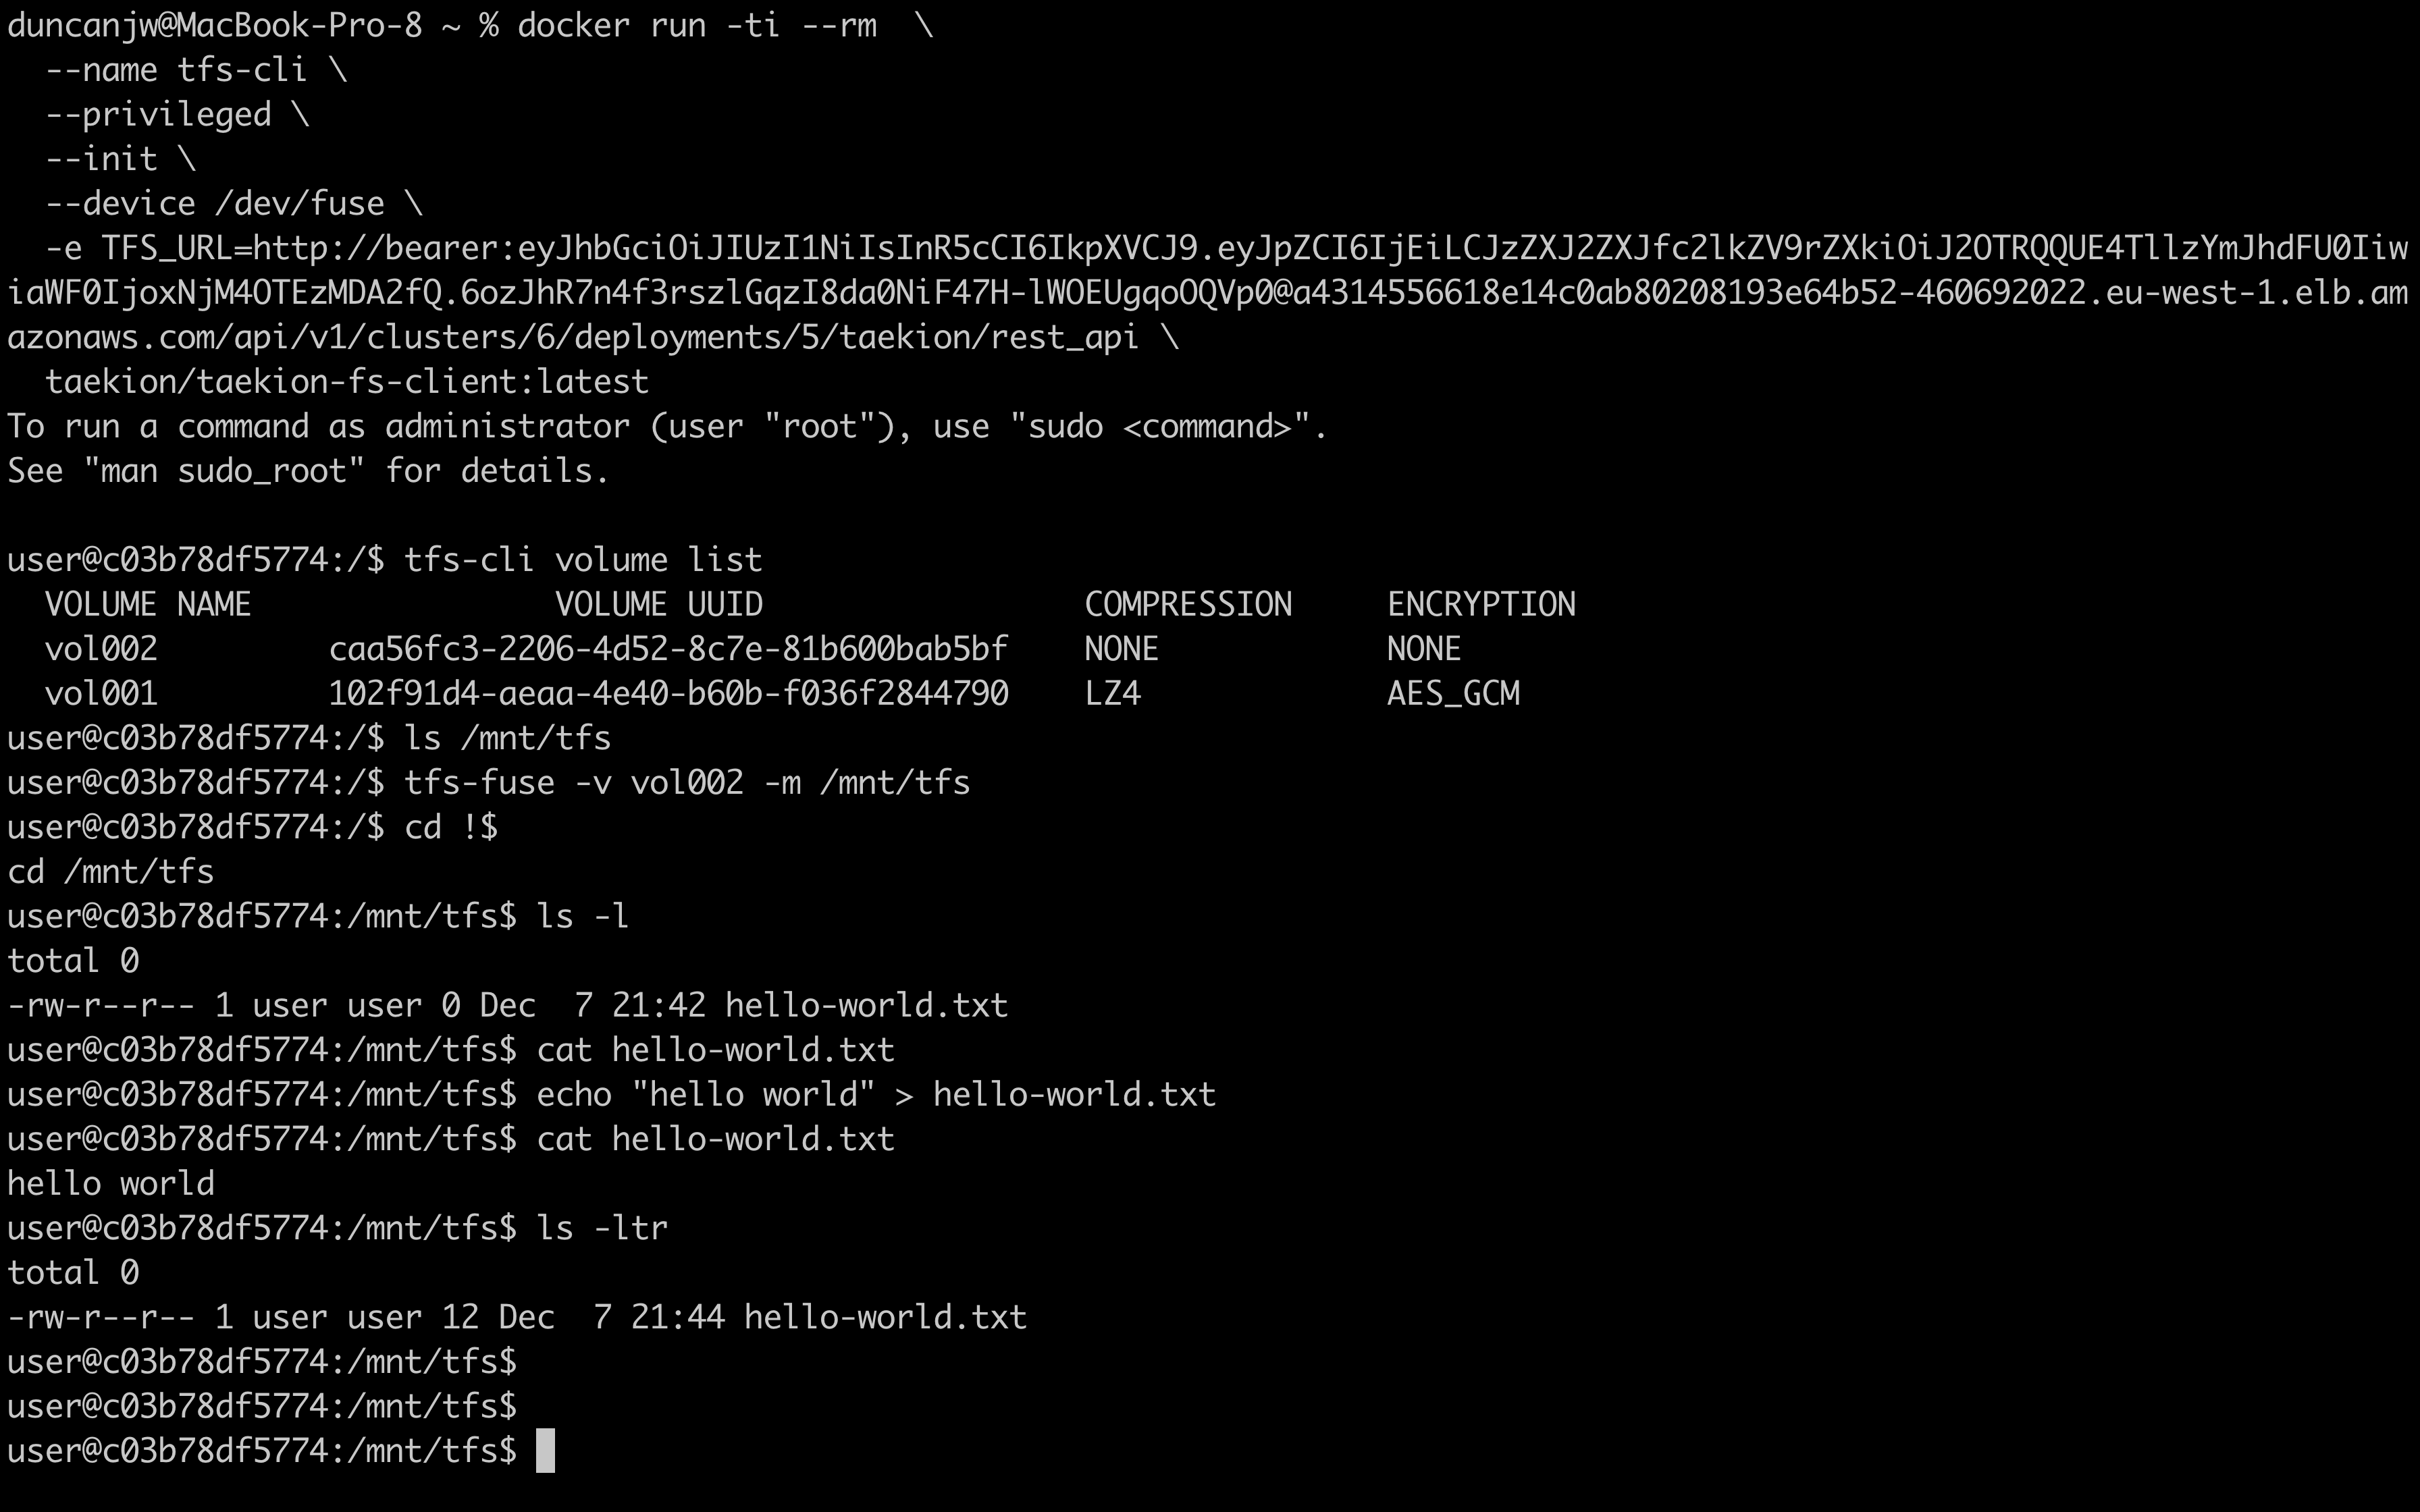 duncanjw@MacBook-Pro-8 ~ % docker run -ti --rm  \
  --name tfs-cli \
  --privileged \
  --init \
  --device /dev/fuse \
  -e TFS_URL=http://bearer:eyJhbGciOiJIUzI1NiIsInR5cCI6IkpXVCJ9.eyJpZCI6IjEiLCJzZXJ2ZXJfc2lkZV9rZXkiOiJ2OTRQQUE4TllzYmJhdFU0Iiw
iaWF0IjoxNjM4OTEzMDA2fQ.6ozJhR7n4f3rszlGqzI8da0NiF47H-lWOEUgqoOQVp0@a4314556618e14c0ab80208193e64b52-460692022.eu-west-1.elb.am
azonaws.com/api/v1/clusters/6/deployments/5/taekion/rest_api \
  taekion/taekion-fs-client:latest
To run a command as administrator (user "root"), use "sudo <command>".
See "man sudo_root" for details.

user@c03b78df5774:/$ tfs-cli volume list
  VOLUME NAME                VOLUME UUID                 COMPRESSION     ENCRYPTION
  vol002         caa56fc3-2206-4d52-8c7e-81b600bab5bf    NONE            NONE
  vol001         102f91d4-aeaa-4e40-b60b-f036f2844790    LZ4             AES_GCM
user@c03b78df5774:/$ ls /mnt/tfs
user@c03b78df5774:/$ tfs-fuse -v vol002 -m /mnt/tfs
user@c03b78df5774:/$ cd !$
cd /mnt/tfs
user@c03b78df5774:/mnt/tfs$ ls -l
total 0
-rw-r--r-- 1 user user 0 Dec  7 21:42 hello-world.txt
user@c03b78df5774:/mnt/tfs$ cat hello-world.txt
user@c03b78df5774:/mnt/tfs$ echo "hello world" > hello-world.txt
user@c03b78df5774:/mnt/tfs$ cat hello-world.txt
hello world
user@c03b78df5774:/mnt/tfs$ ls -ltr
total 0
-rw-r--r-- 1 user user 12 Dec  7 21:44 hello-world.txt
user@c03b78df5774:/mnt/tfs$
user@c03b78df5774:/mnt/tfs$
user@c03b78df5774:/mnt/tfs$